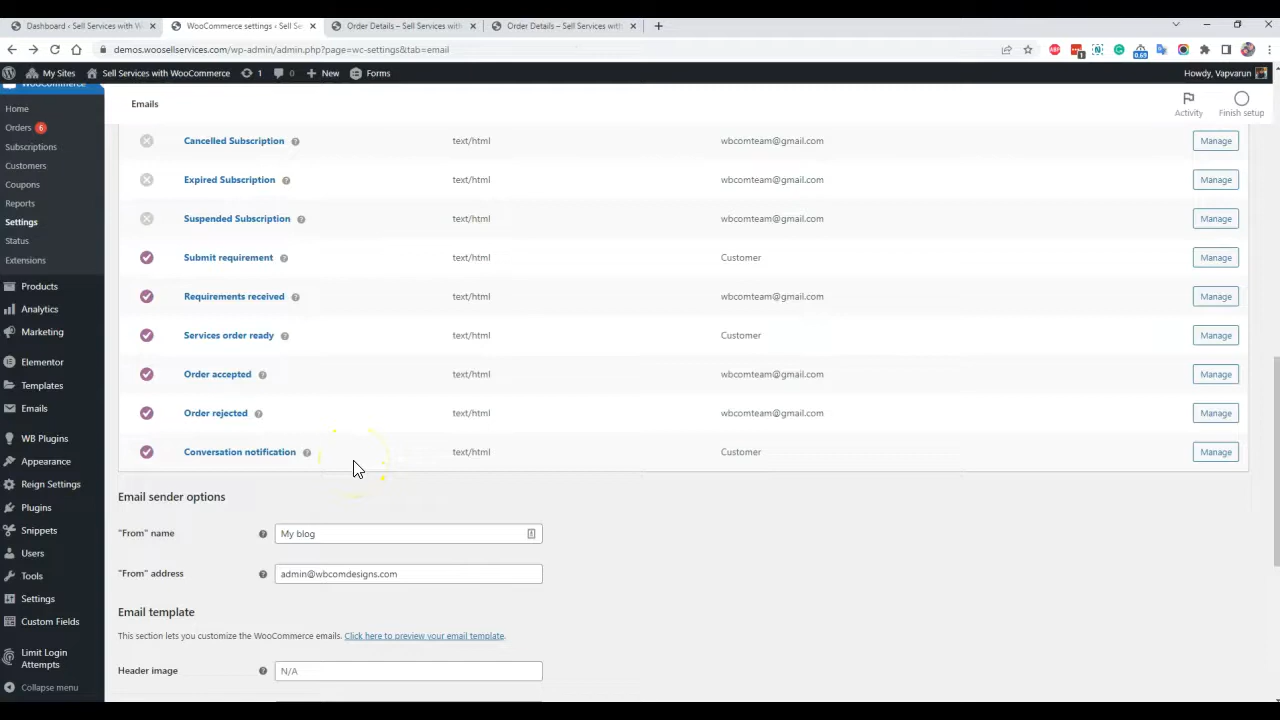 Dashboard ‹ Sell Services with W
WooCommerce settings ‹ Sell Ser
Order Details – Sell Services with
Order Details – Sell Services with
demos.woosellservices.com/wp-admin/admin.php?page=wc-settings&tab=email
ABP
1
0.69
My Sites
Sell Services with WooCommerce
1
0
New
Forms
Howdy, Vapvarun
WooCommerce
Home
Orders 6
Subscriptions
Customers
Coupons
Reports
Settings
Status
Extensions
Products
Analytics
Marketing
Elementor
Templates
Emails
WB Plugins
Appearance
Reign Settings
Plugins
Snippets
Users
Tools
Settings
Custom Fields
Limit Login
Attempts
Collapse menu
Emails
Activity
Finish setup
Cancelled Subscription text/html wbcomteam@gmail.com Manage
Expired Subscription text/html wbcomteam@gmail.com Manage
Suspended Subscription text/html wbcomteam@gmail.com Manage
Submit requirement text/html Customer Manage
Requirements received text/html wbcomteam@gmail.com Manage
Services order ready text/html Customer Manage
Order accepted text/html wbcomteam@gmail.com Manage
Order rejected text/html wbcomteam@gmail.com Manage
Conversation notification text/html Customer Manage
Email sender options
"From" name My blog
"From" address admin@wbcomdesigns.com
Email template
This section lets you customize the WooCommerce emails. Click here to preview your email template.
Header image N/A